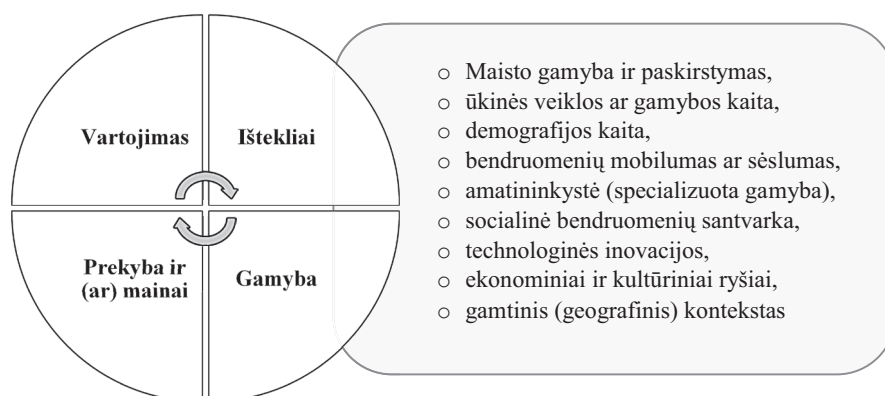 Vartojimas
Ištekliai
Prekyba ir
(ar) mainai
Gamyba
○ Maisto gamyba ir paskirstymas,
○ ūkinės veiklos ar gamybos kaita,
○ demografijos kaita,
○ bendruomenių mobilumas ar sėslumas,
○ amatininkystė (specializuota gamyba),
○ socialinė bendruomenių santvarka,
○ technologinės inovacijos,
○ ekonominiai ir kultūriniai ryšiai,
○ gamtinis (geografinis) kontekstas